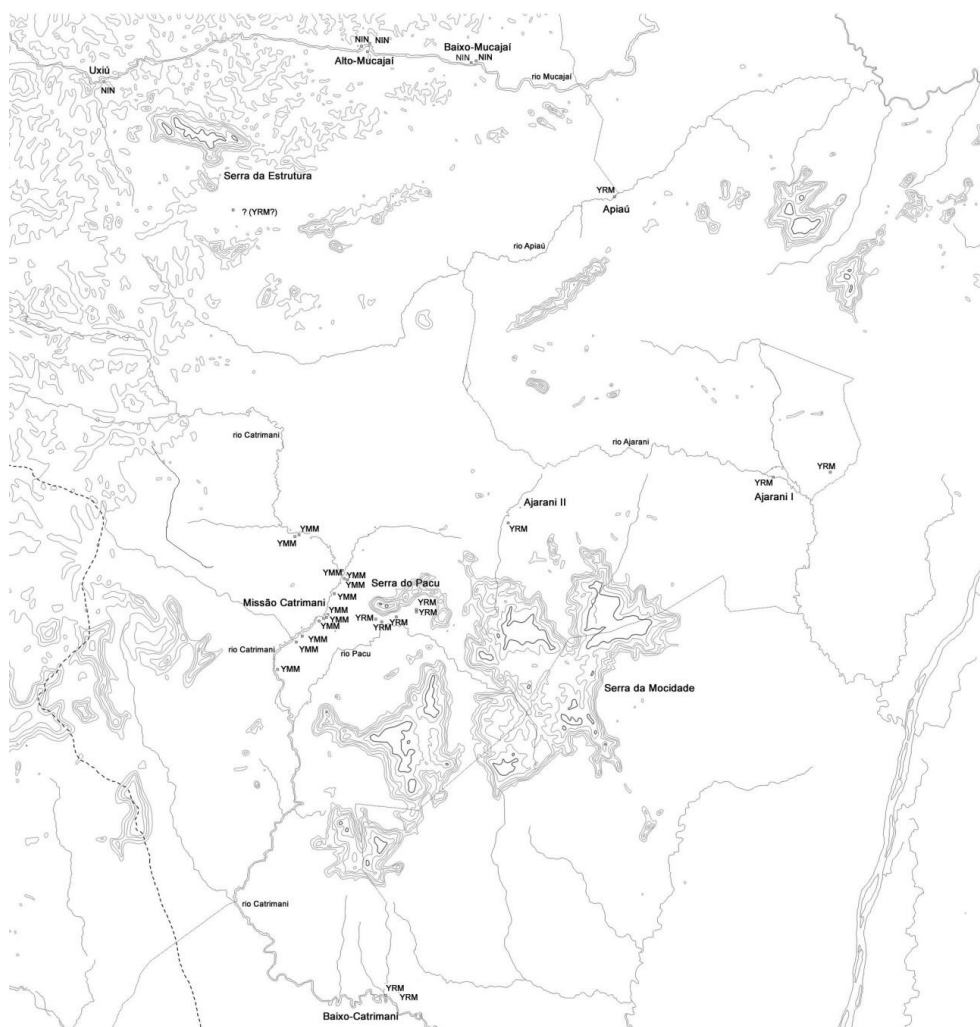 NIN
NIN
Alto-Mucajaí
Baixo-Mucajaí
NIN
NIN
Uxiú
NIN
rio Mucajaí
Serra da Estrutura
? (YRM?)
YRM
Apiaú
rio Apiaú
rio Catrimani
rio Ajarani
YRM
YRM
Ajarani I
Ajarani II
YRM
YMM
YMM
YMM
YMM
YMM
Serra do Pacu
Missão Catrimani
YRM
YRM
YMM
YMM
YMM
YRM
YRM
YRM
YMM
YMM
rio Catrimani
rio Pacu
YMM
Serra da Mocidade
rio Catrimani
YRM
YRM
Baixo-Catrimani